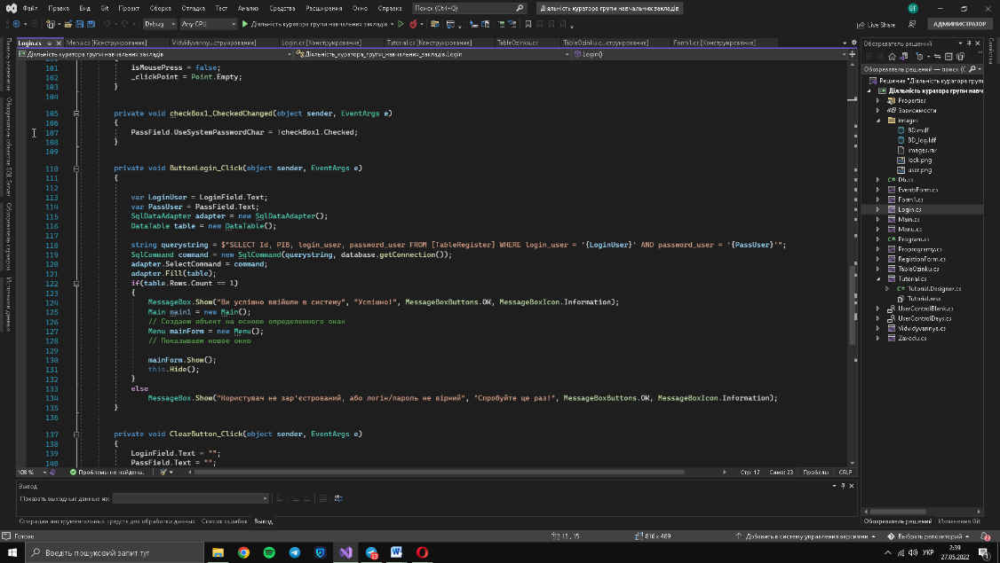 Файл Правка Вид Git Проект Сборка Отладка Тест Анализ Средства Расширения Окно Справка Поиск (Ctrl+Q) Діяльність куратора групи навчальних закладів ВГ
Debug Any CPU Діяльність куратора групи навчальних закладів Live Share АДМИНИСТРАТОР
Login.cs Menu.cs [Конструирование] Vidvidyvanny...струирование] Login.cs [Конструирование] Tutorial.cs [Конструирование] TableOzinku.cs TableOzinku.c...струирование] Form1.cs [Конструирование]
Діяльність куратора групи навчальних закладів Діяльність_куратора_групи_навчальних_закладів.Login Login()
101 isMousePress = false;
102 _clickPoint = Point.Empty;
103 }
104
105 private void checkBox1_CheckedChanged(object sender, EventArgs e)
106 {
107 PassField.UseSystemPasswordChar = !checkBox1.Checked;
108 }
109
110 private void ButtonLogin_Click(object sender, EventArgs e)
111 {
112
113 var LoginUser = LoginField.Text;
114 var PassUser = PassField.Text;
115 SqlDataAdapter adapter = new SqlDataAdapter();
116 DataTable table = new DataTable();
117
118 string querystring = $"SELECT Id, PIB, login_user, password_user FROM [TableRegister] WHERE login_user = '{LoginUser}' AND password_user = '{PassUser}'";
119 SqlCommand command = new SqlCommand(querystring, database.getConnection());
120 adapter.SelectCommand = command;
121 adapter.Fill(table);
122 if(table.Rows.Count == 1)
123 {
124 MessageBox.Show("Ви успішно ввійшли в систему", "Успішно!", MessageBoxButtons.OK, MessageBoxIcon.Information);
125 Main main1 = new Main();
126 // Создаем объект на основе определенного окан
127 Menu mainForm = new Menu();
128 // Показываем новое окно
129
130 mainForm.Show();
131 this.Hide();
132 }
133 else
134 MessageBox.Show("Користувач не зар'єстрований, або логін/пароль не вірний", "Спробуйте ще раз!", MessageBoxButtons.OK, MessageBoxIcon.Information);
135 }
136
137 private void ClearButton_Click(object sender, EventArgs e)
138 {
139 LoginField.Text = "";
140 PassField.Text = "";
108 % Проблемы не найдены. Стр: 17 Симв: 23 Пробелы CRLF
Вывод
Показать выходные данные из:
Операции инструментальных средств для обработки данных Список ошибок Вывод
Панель элементов
Обозреватель объектов SQL Server
Обозреватель серверов
Источники данных
Обозреватель решений
Обозреватель решений — поиск (C
Решение "Діяльність куратора групи
Діяльність куратора групи навч
Properties
Зависимости
images
BD.mdf
BD_log.ldf
images.rar
lock.png
user.png
Db.cs
EventsForm.cs
Form1.cs
Login.cs
Main.cs
Menu.cs
Program.cs
Proprogramy.cs
RegistionForm.cs
TableOzinku.cs
Tutorial.cs
Tutorial.Designer.cs
Tutorial.resx
UserControlBlank.cs
UserControlDays.cs
Vidvidyvannya.cs
Zaxodu.cs
Обозреватель решений Изменения Git
Свойства
Готово 15 , 15 816 x 489 Добавить в систему управления версиями Выбрать репозиторий
Введіть пошуковий запит тут УКР 2:39
27.05.2022